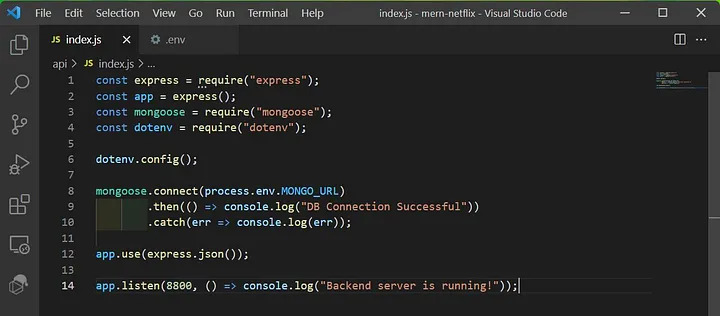 File Edit Selection View Go Run Terminal Help index.js - mern-netflix - Visual Studio Code
JS index.js × .env
api > JS index.js > ...
1 const express = require("express");
2 const app = express();
3 const mongoose = require("mongoose");
4 const dotenv = require("dotenv");
5
6 dotenv.config();
7
8 mongoose.connect(process.env.MONGO_URL)
9 .then(() => console.log("DB Connection Successful"))
10 .catch(err => console.log(err));
11
12 app.use(express.json());
13
14 app.listen(8800, () => console.log("Backend server is running!"));